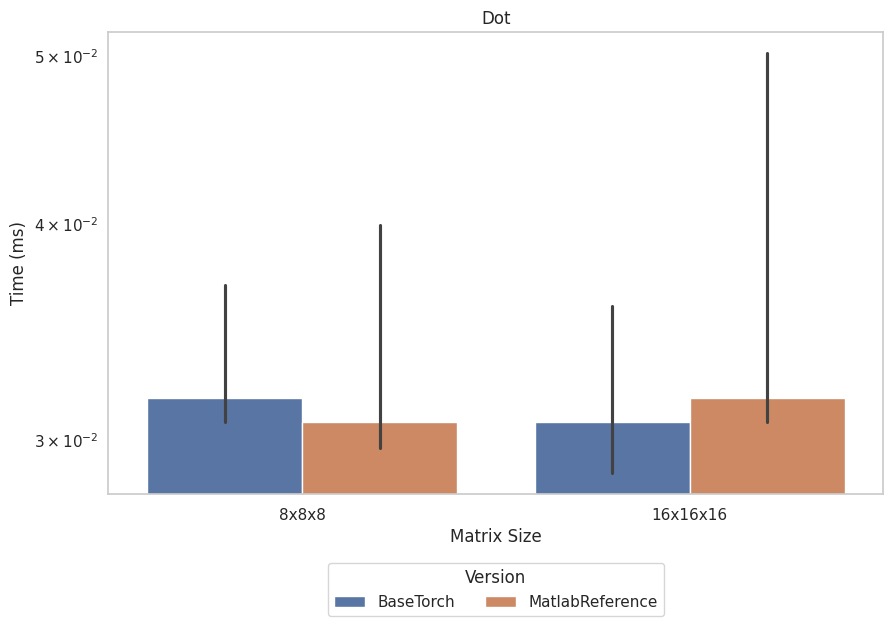 Dot
5 × 10⁻²
4 × 10⁻²
3 × 10⁻²
Time (ms)
8x8x8
16x16x16
Matrix Size
Version
BaseTorch
MatlabReference